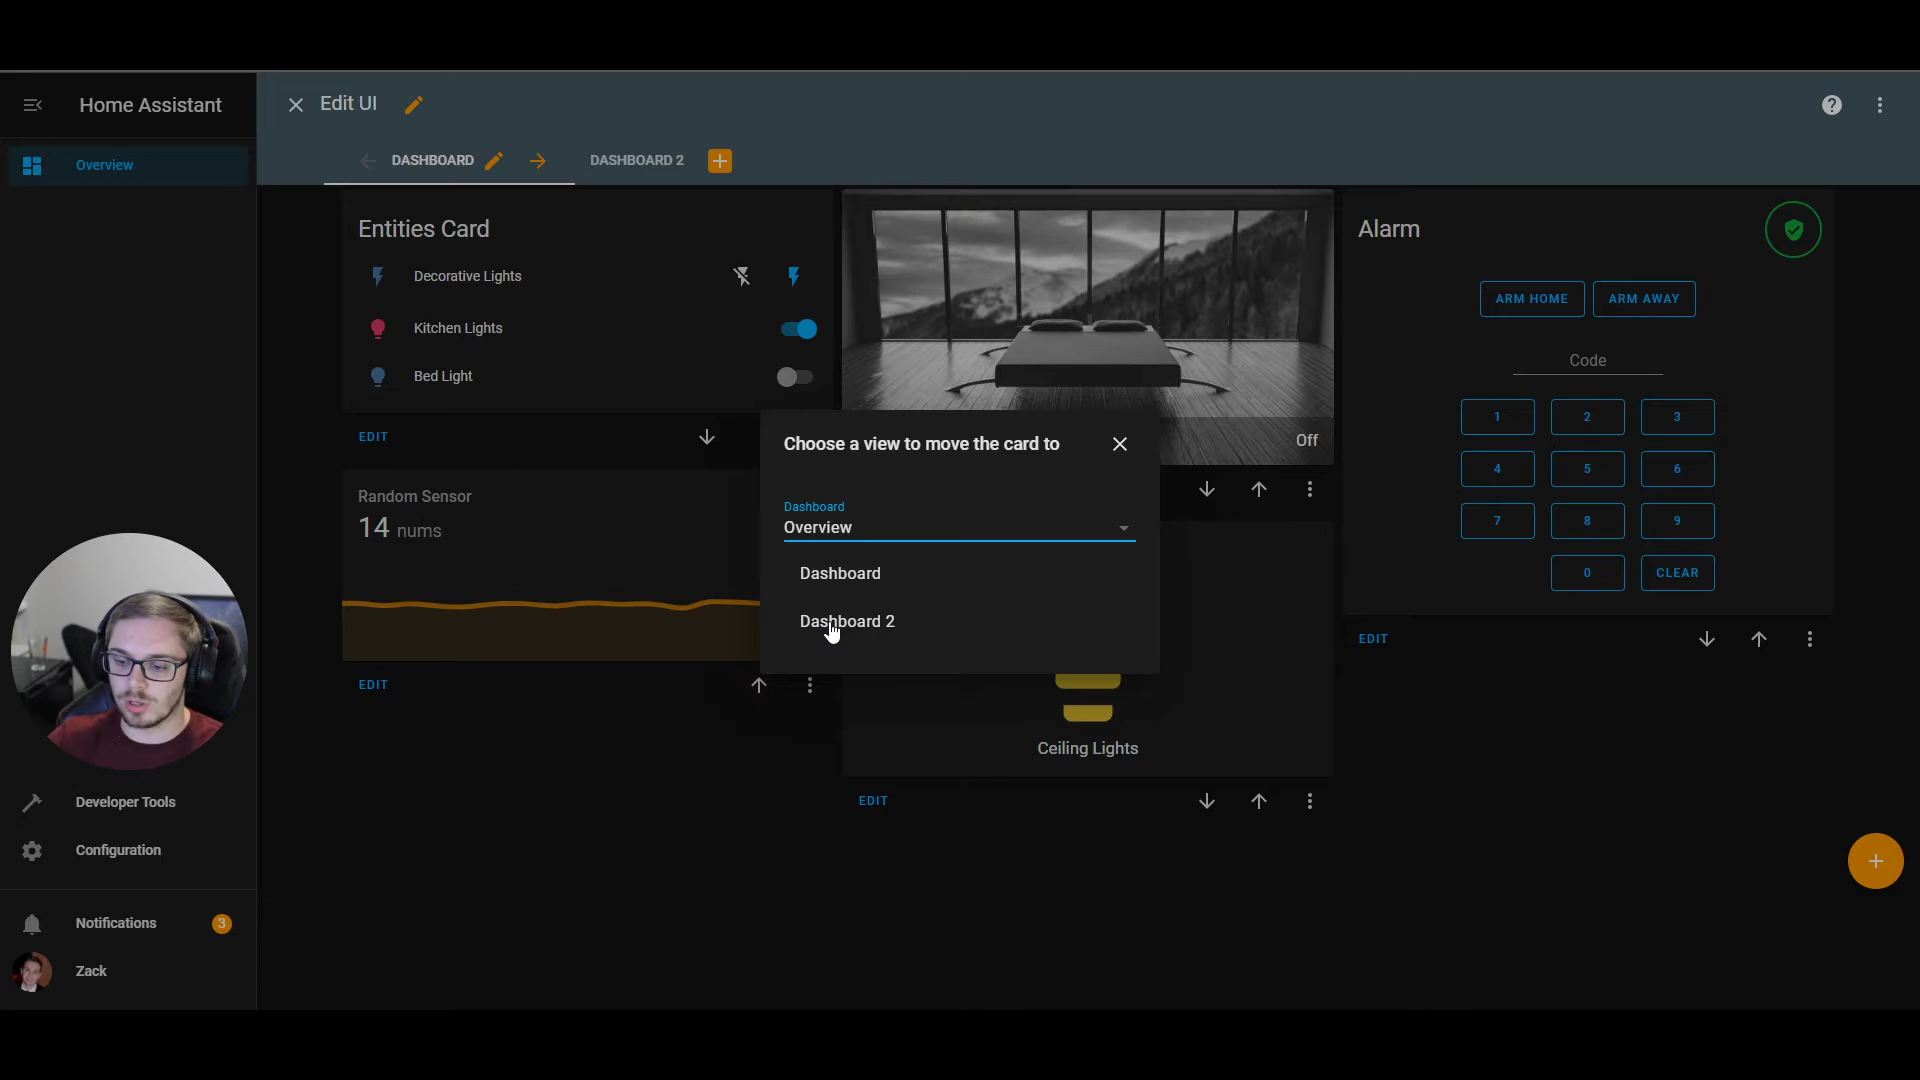 Home Assistant
Edit UI
DASHBOARD
DASHBOARD 2
Overview
Entities Card
Decorative Lights
Kitchen Lights
Bed Light
EDIT
Random Sensor
14 nums
EDIT
Off
Choose a view to move the card to
Dashboard
Overview
Dashboard
Dashboard 2
Ceiling Lights
EDIT
Alarm
ARM HOME
ARM AWAY
Code
1
2
3
4
5
6
7
8
9
0
CLEAR
EDIT
Developer Tools
Configuration
Notifications
3
Zack